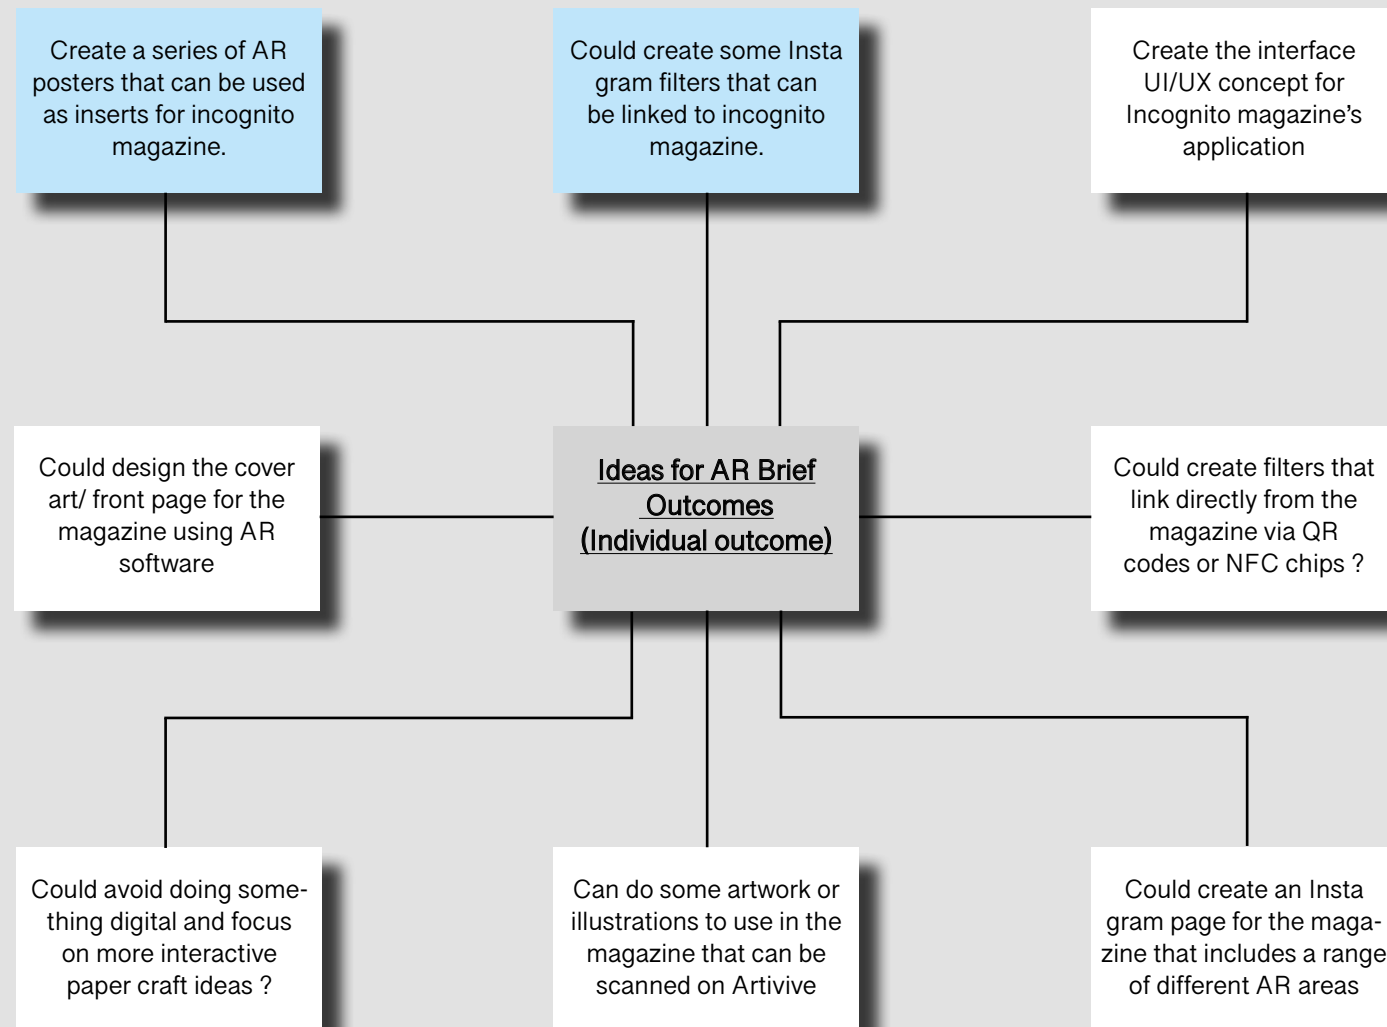 Create a series of AR
posters that can be used
as inserts for incognito
magazine.
Could create some Insta
gram filters that can
be linked to incognito
magazine.
Create the interface
UI/UX concept for
Incognito magazine’s
application
Could design the cover
art/ front page for the
magazine using AR
software
Ideas for AR Brief
Outcomes
(Individual outcome)
Could create filters that
link directly from the
magazine via QR
codes or NFC chips ?
Could avoid doing some-
thing digital and focus
on more interactive
paper craft ideas ?
Can do some artwork or
illustrations to use in the
magazine that can be
scanned on Artivive
Could create an Insta
gram page for the maga-
zine that includes a range
of different AR areas